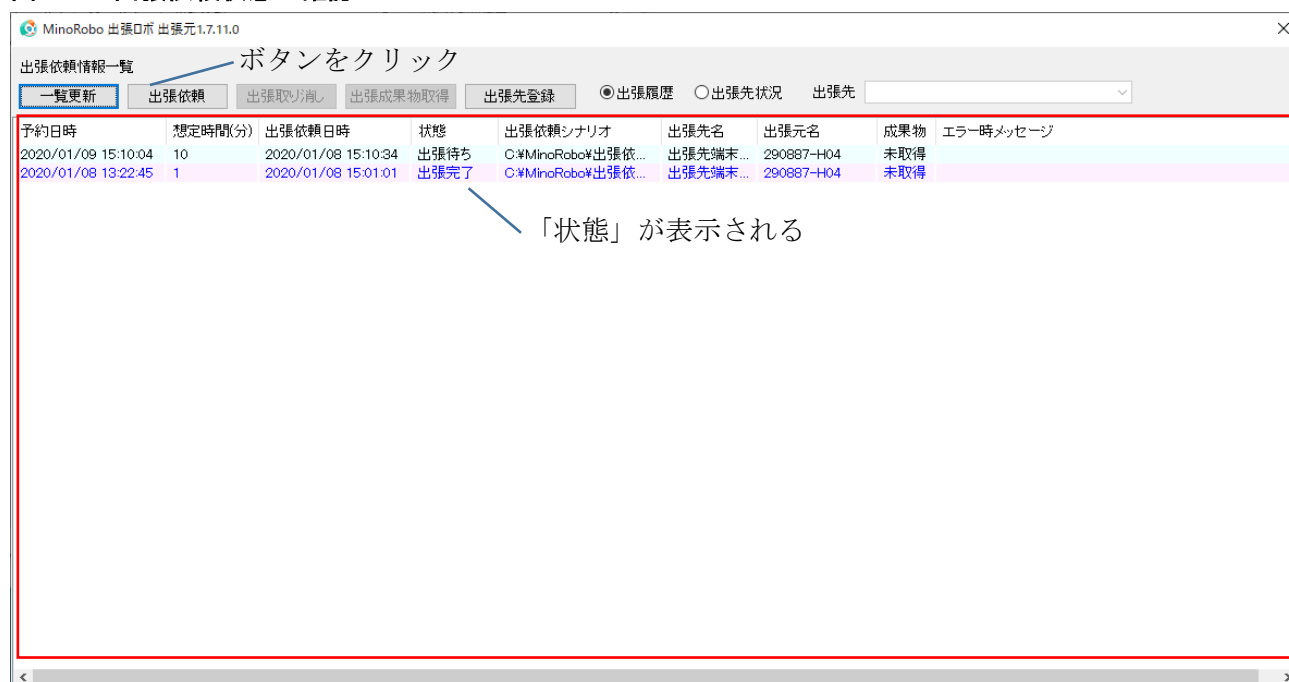 MinoRobo 出張ロボ 出張元1.7.11.0
出張依頼情報一覧
ボタンをクリック
一覧更新 出張依頼 出張取り消し 出張成果物取得 出張先登録 出張履歴 出張先状況 出張先
予約日時 想定時間(分) 出張依頼日時 状態 出張依頼シナリオ 出張先名 出張元名 成果物 エラー時メッセージ
2020/01/09 15:10:04 10 2020/01/08 15:10:34 出張待ち C:¥MinoRobo¥出張依... 出張先端末... 290887-H04 未取得
2020/01/08 13:22:45 1 2020/01/08 15:01:01 出張完了 C:¥MinoRobo¥出張依... 出張先端末... 290887-H04 未取得
「状態」が表示される